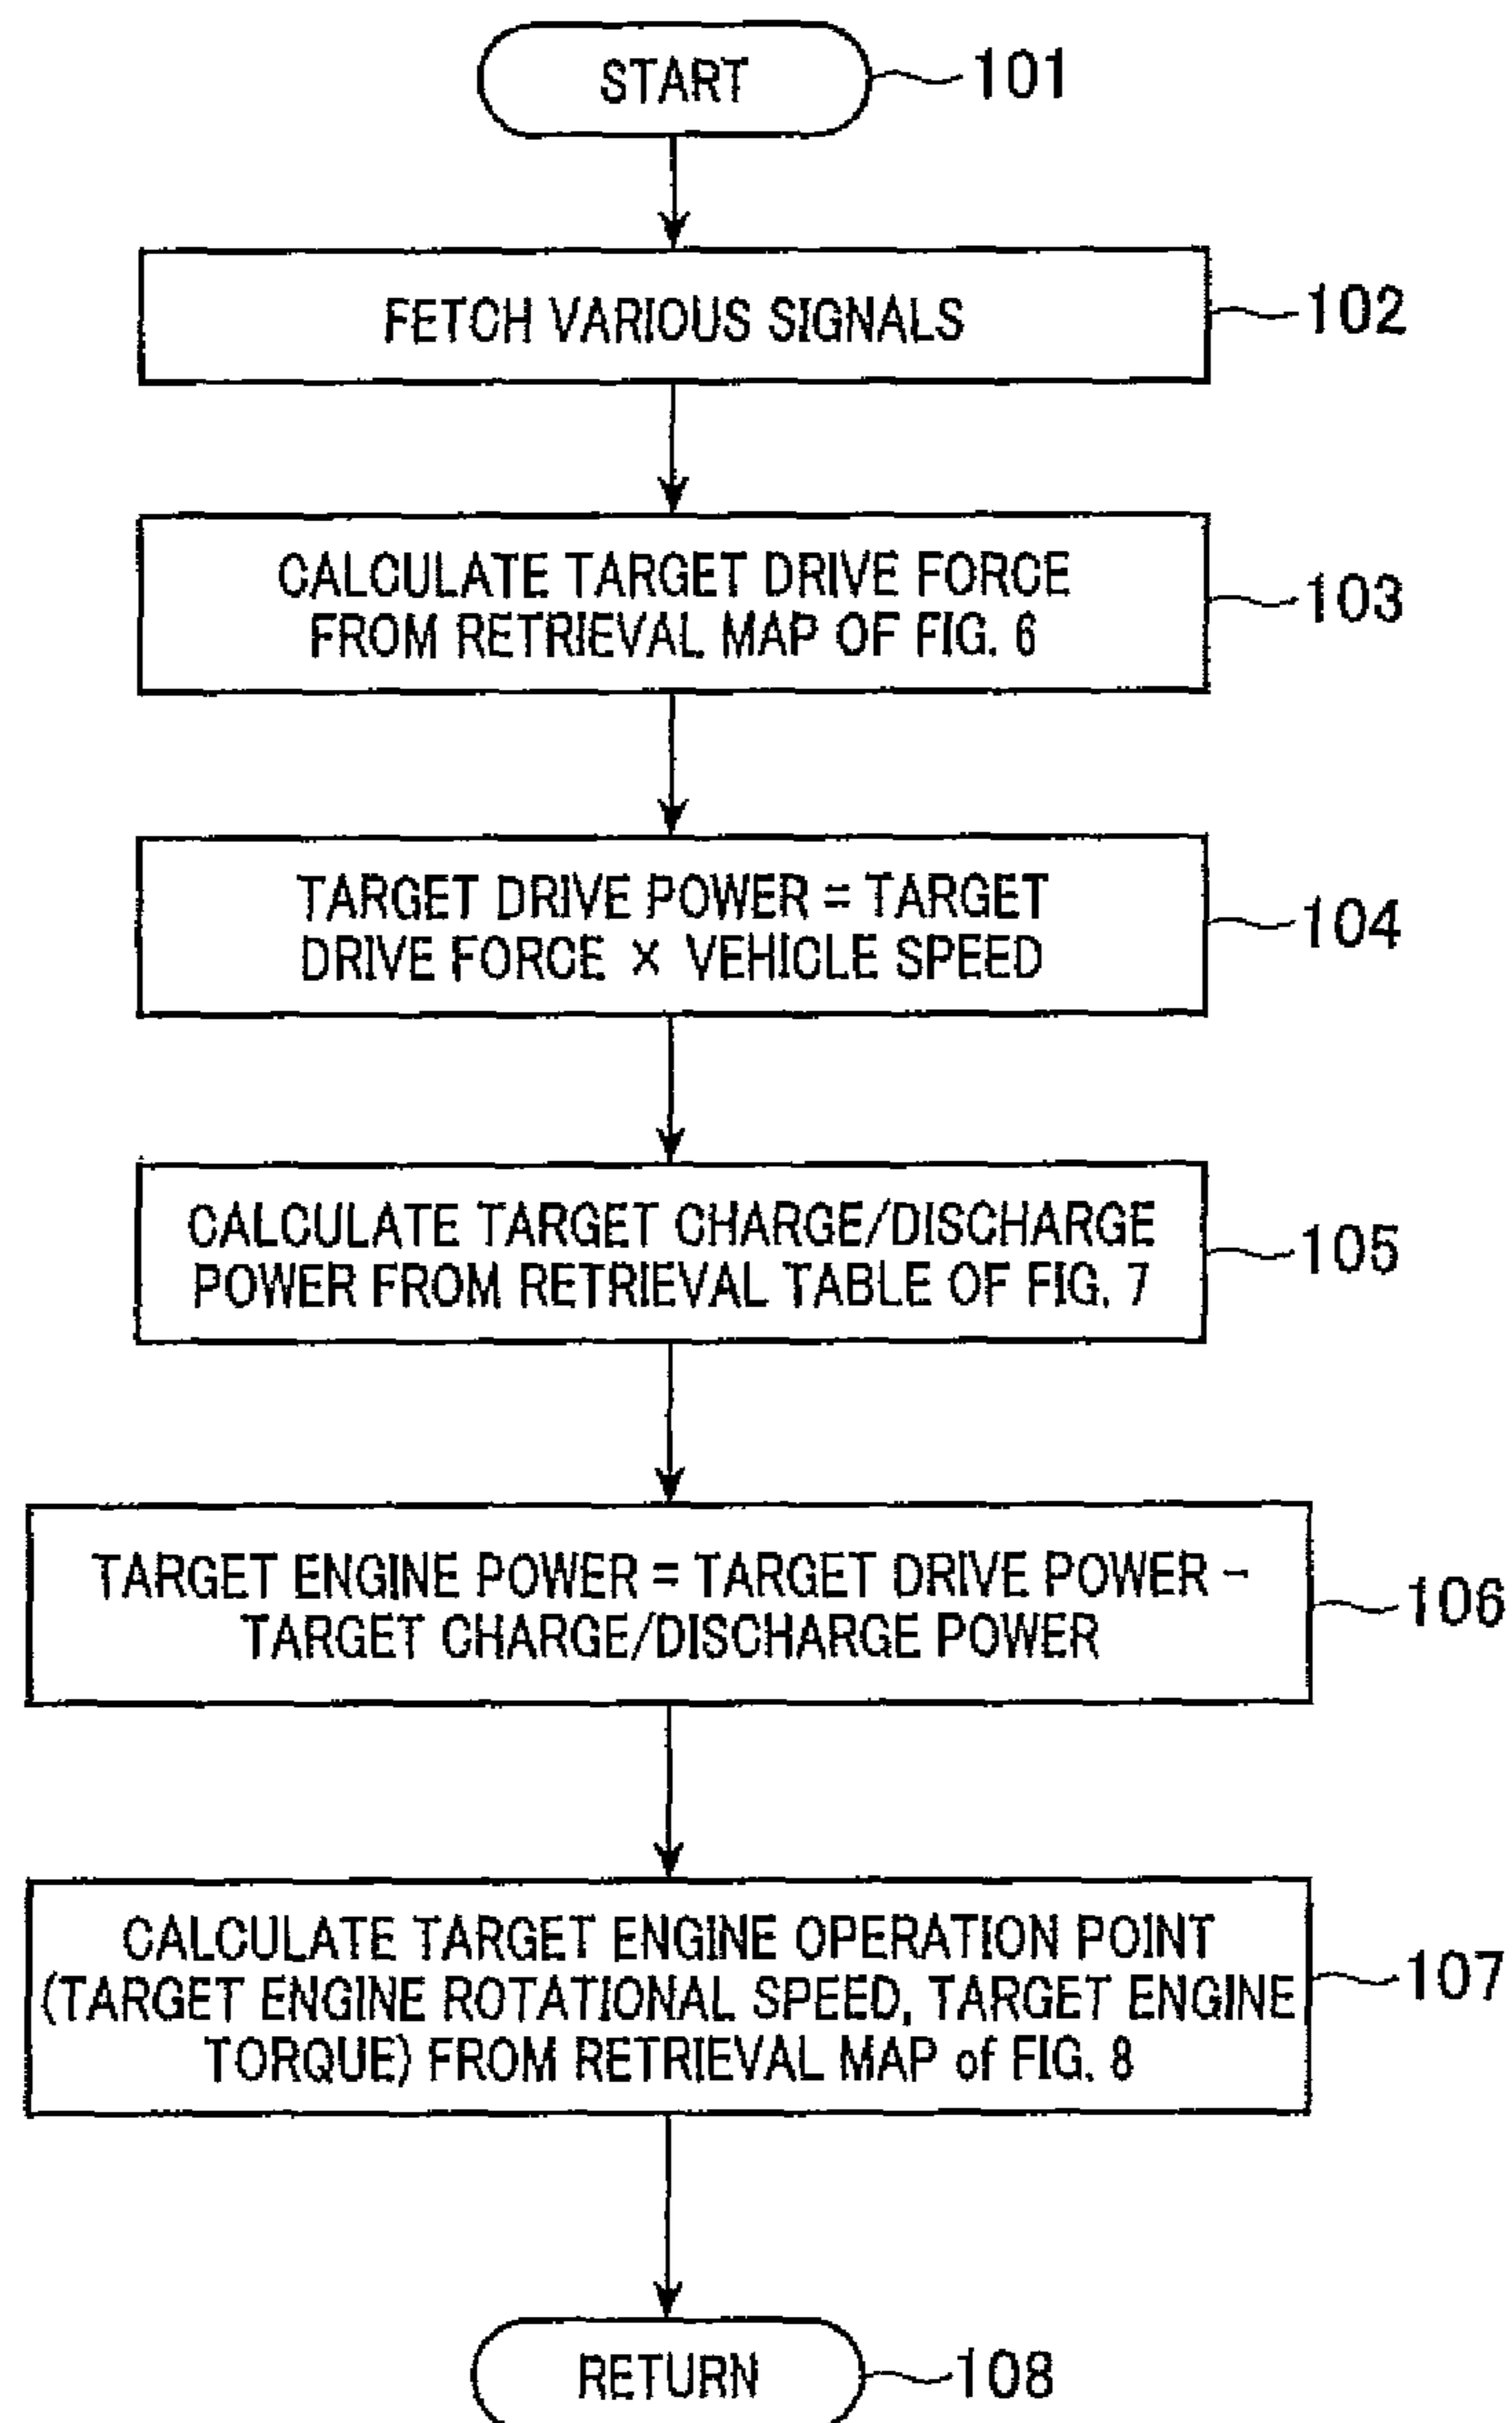 START
101
FETCH VARIOUS SIGNALS
102
CALCULATE TARGET DRIVE FORCE
FROM RETRIEVAL MAP OF FIG. 6
103
TARGET DRIVE POWER = TARGET
DRIVE FORCE × VEHICLE SPEED
104
CALCULATE TARGET CHARGE/DISCHARGE
POWER FROM RETRIEVAL TABLE OF FIG. 7
105
TARGET ENGINE POWER = TARGET DRIVE POWER -
TARGET CHARGE/DISCHARGE POWER
106
CALCULATE TARGET ENGINE OPERATION POINT
(TARGET ENGINE ROTATIONAL SPEED, TARGET ENGINE
TORQUE) FROM RETRIEVAL MAP of FIG. 8
107
RETURN
108